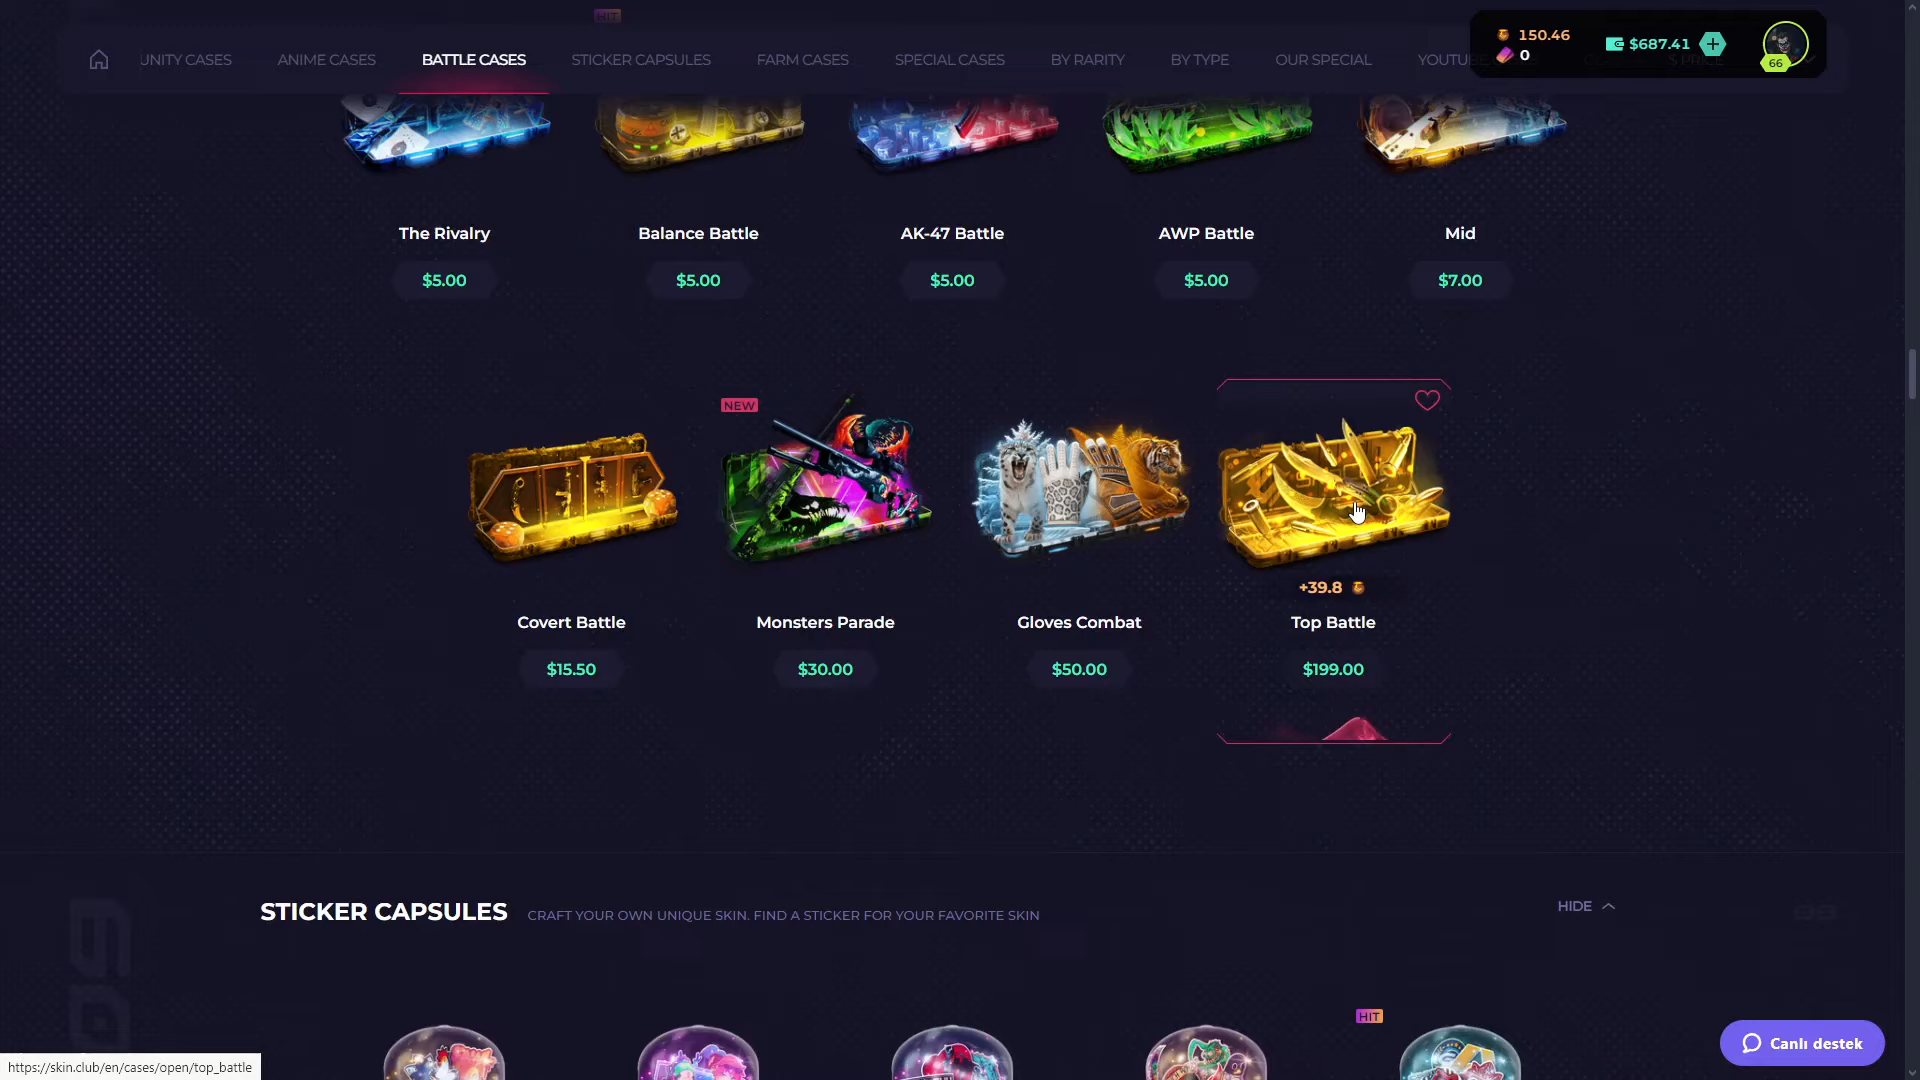 HIT
UNITY CASES
ANIME CASES
BATTLE CASES
STICKER CAPSULES
FARM CASES
SPECIAL CASES
BY RARITY
BY TYPE
OUR SPECIAL
150.46
0
$687.41
66
The Rivalry
Balance Battle
AK-47 Battle
AWP Battle
Mid
$5.00
$5.00
$5.00
$5.00
$7.00
NEW
+39.8
Covert Battle
Monsters Parade
Gloves Combat
Top Battle
$15.50
$30.00
$50.00
$199.00
STICKER CAPSULES
CRAFT YOUR OWN UNIQUE SKIN. FIND A STICKER FOR YOUR FAVORITE SKIN
HIDE
09
HIT
Canlı destek
https://skin.club/en/cases/open/top_battle